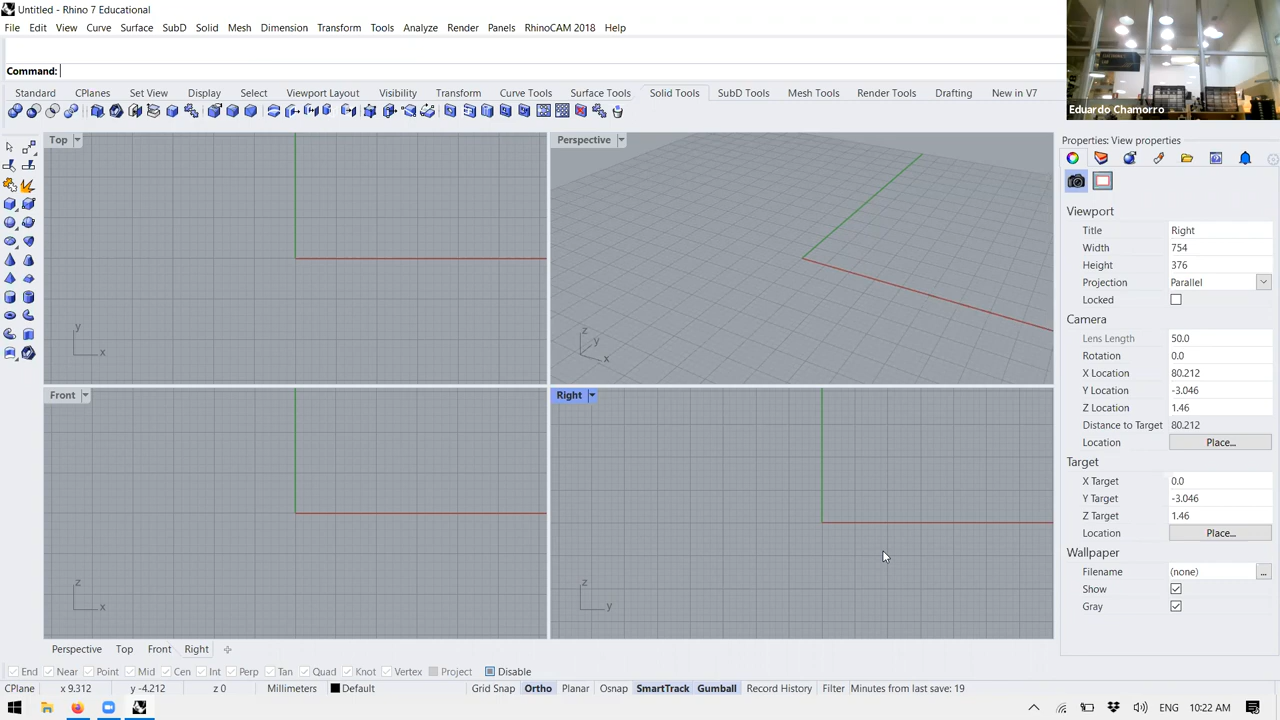 Untitled - Rhino 7 Educational
File Edit View Curve Surface SubD Solid Mesh Dimension Transform Tools Analyze Render Panels RhinoCAM 2018 Help
Command:
Standard CPlanes Set View Display Select Viewport Layout Visibility Transform Curve Tools Surface Tools Solid Tools SubD Tools Mesh Tools Render Tools Drafting New in V7
Eduardo Chamorro
Top
y
x
Perspective
z
y
x
Front
z
x
Right
z
y
Properties: View properties
Viewport
Title Right
Width 754
Height 376
Projection Parallel
Locked
Camera
Lens Length 50.0
Rotation 0.0
X Location 80.212
Y Location -3.046
Z Location 1.46
Distance to Target 80.212
Location Place...
Target
X Target 0.0
Y Target -3.046
Z Target 1.46
Location Place...
Wallpaper
Filename (none) ...
Show
Gray
Perspective Top Front Right
End Near Point Mid Cen Int Perp Tan Quad Knot Vertex Project Disable
CPlane x 9.312 y -4.212 z 0 Millimeters Default Grid Snap Ortho Planar Osnap SmartTrack Gumball Record History Filter Minutes from last save: 19
ENG 10:22 AM